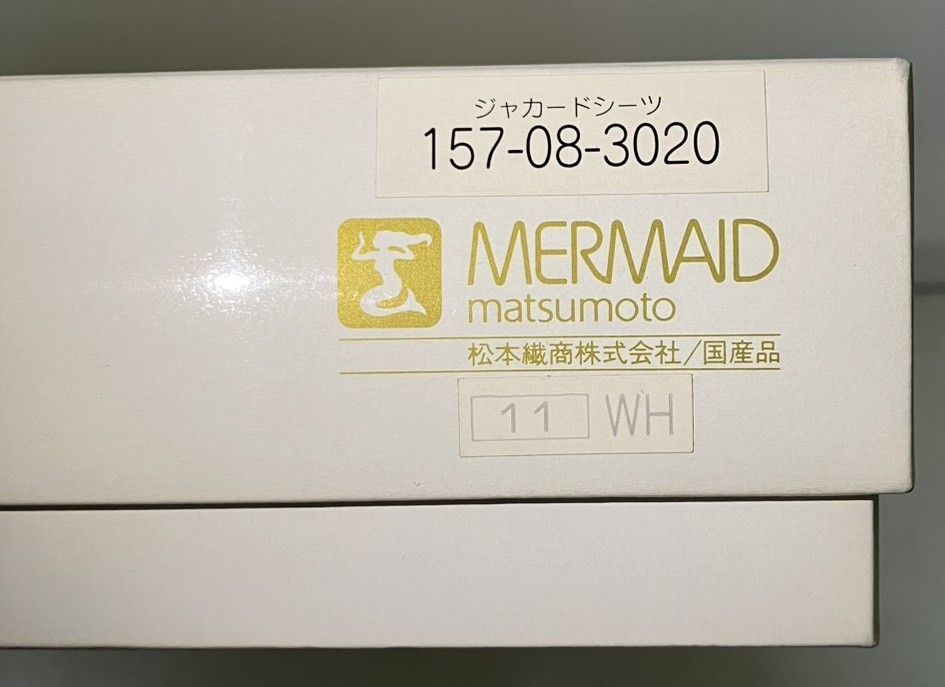 ジャカードシーツ
157-08-3020
MERMAID
matsumoto
松本繊商株式会社/国産品
11 WH